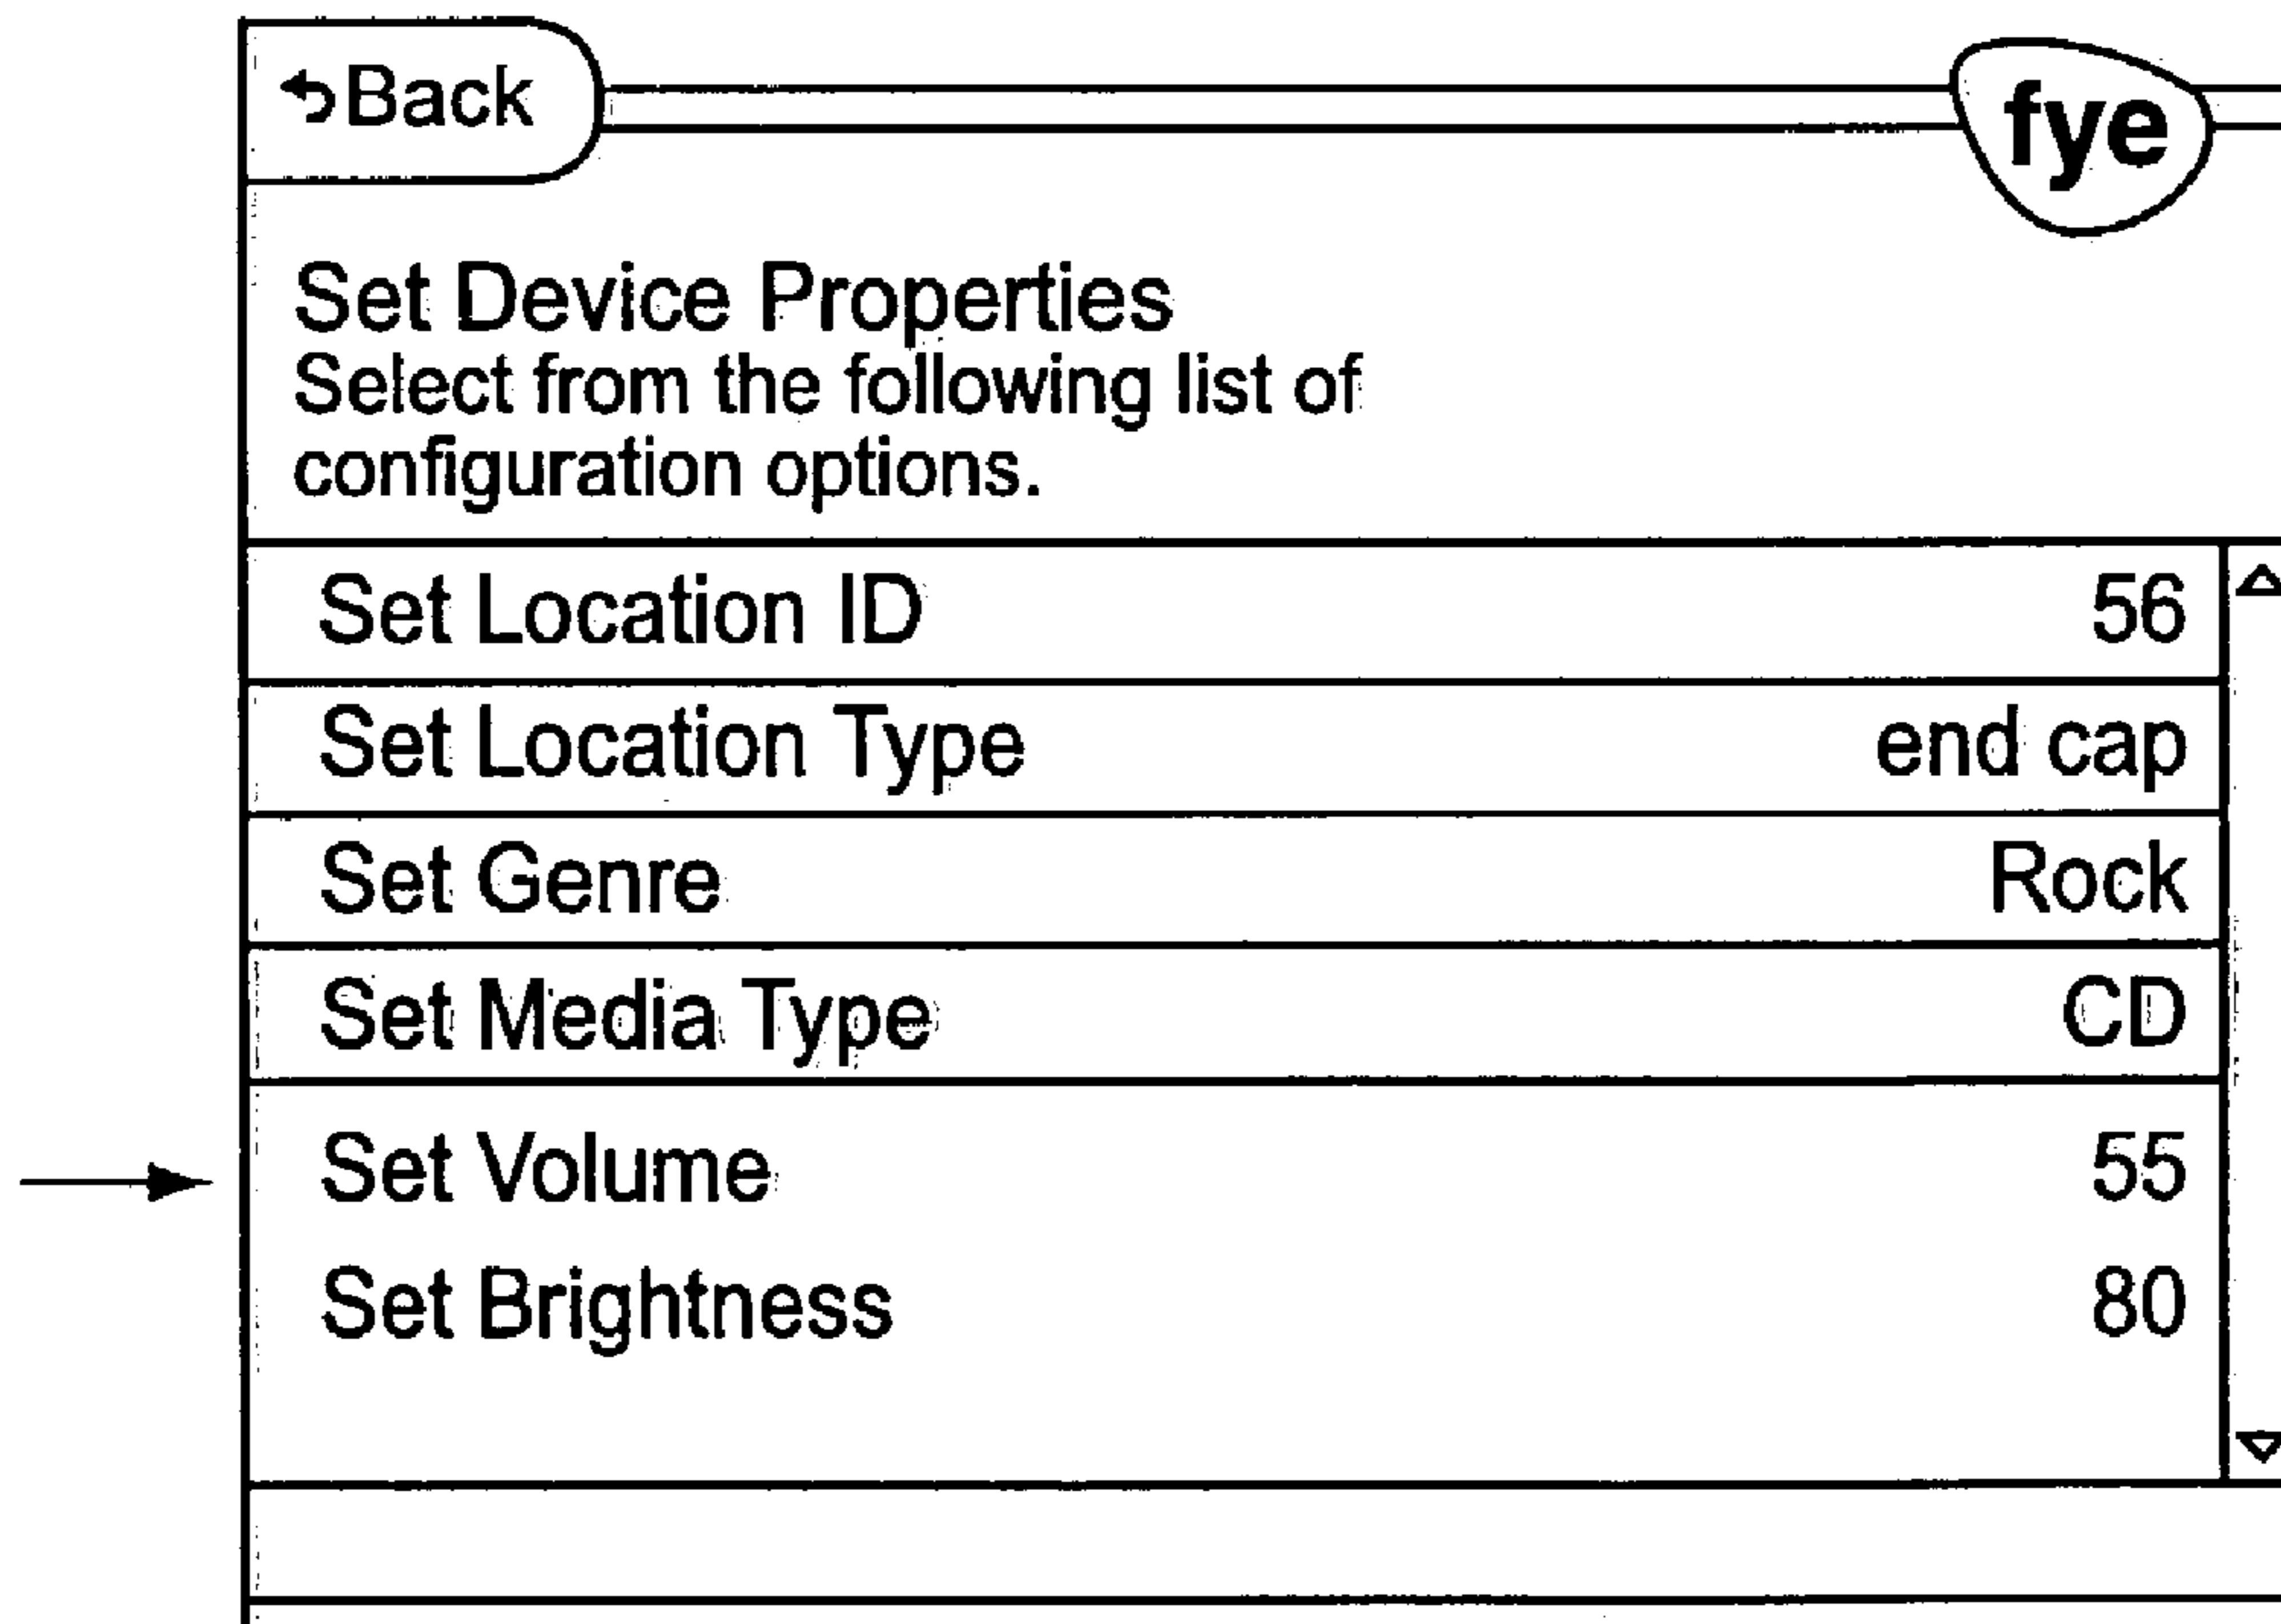 Back
fye
Set Device Properties
Select from the following list of
configuration options.
Set Location ID 56
Set Location Type end cap
Set Genre Rock
Set Media Type CD
Set Volume 55
Set Brightness 80